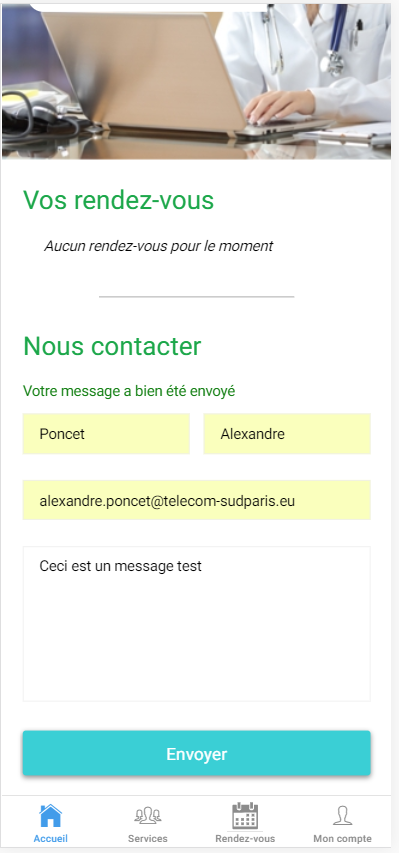 Vos rendez-vous
Aucun rendez-vous pour le moment
Nous contacter
Votre message a bien été envoyé
Poncet Alexandre
alexandre.poncet@telecom-sudparis.eu
Ceci est un message test
Envoyer
Accueil Services Rendez-vous Mon compte